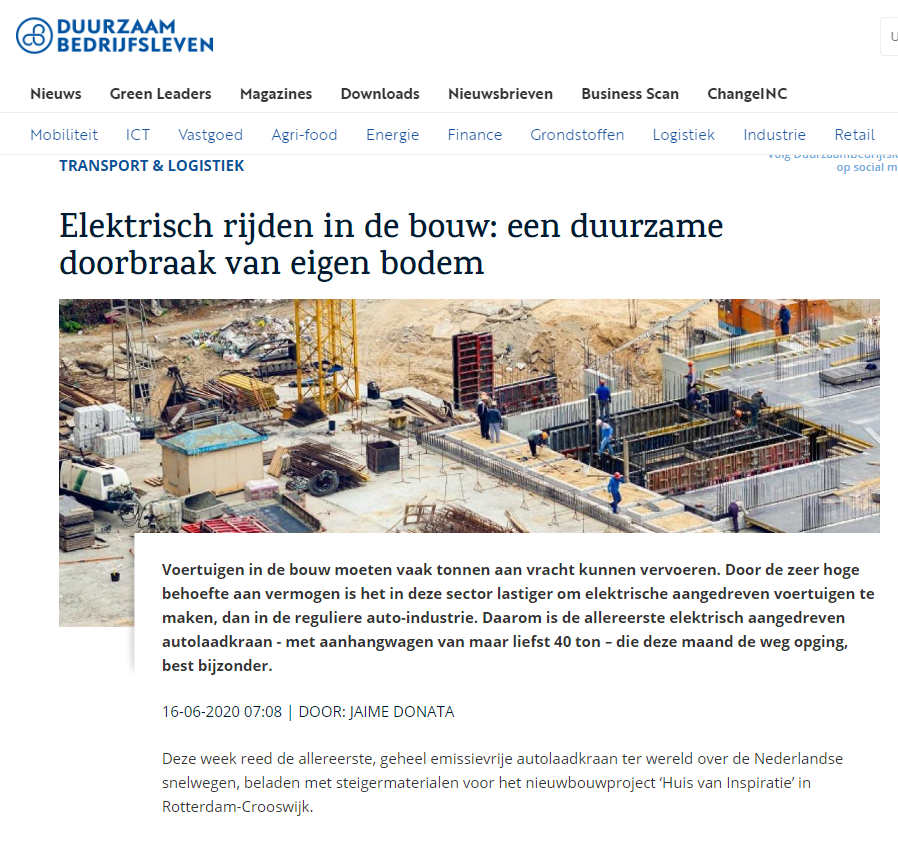 DUURZAAM
BEDRIJFSLEVEN
U
Nieuws Green Leaders Magazines Downloads Nieuwsbrieven Business Scan ChangeINC
Mobiliteit ICT Vastgoed Agri-food Energie Finance Grondstoffen Logistiek Industrie Retail
TRANSPORT & LOGISTIEK
op social m
Elektrisch rijden in de bouw: een duurzame
doorbraak van eigen bodem
Voertuigen in de bouw moeten vaak tonnen aan vracht kunnen vervoeren. Door de zeer hoge
behoefte aan vermogen is het in deze sector lastiger om elektrische aangedreven voertuigen te
maken, dan in de reguliere auto-industrie. Daarom is de allereerste elektrisch aangedreven
autolaadkraan - met aanhangwagen van maar liefst 40 ton – die deze maand de weg opging,
best bijzonder.
16-06-2020 07:08 | DOOR: JAIME DONATA
Deze week reed de allereerste, geheel emissievrije autolaadkraan ter wereld over de Nederlandse
snelwegen, beladen met steigermaterialen voor het nieuwbouwproject ‘Huis van Inspiratie’ in
Rotterdam-Crooswijk.